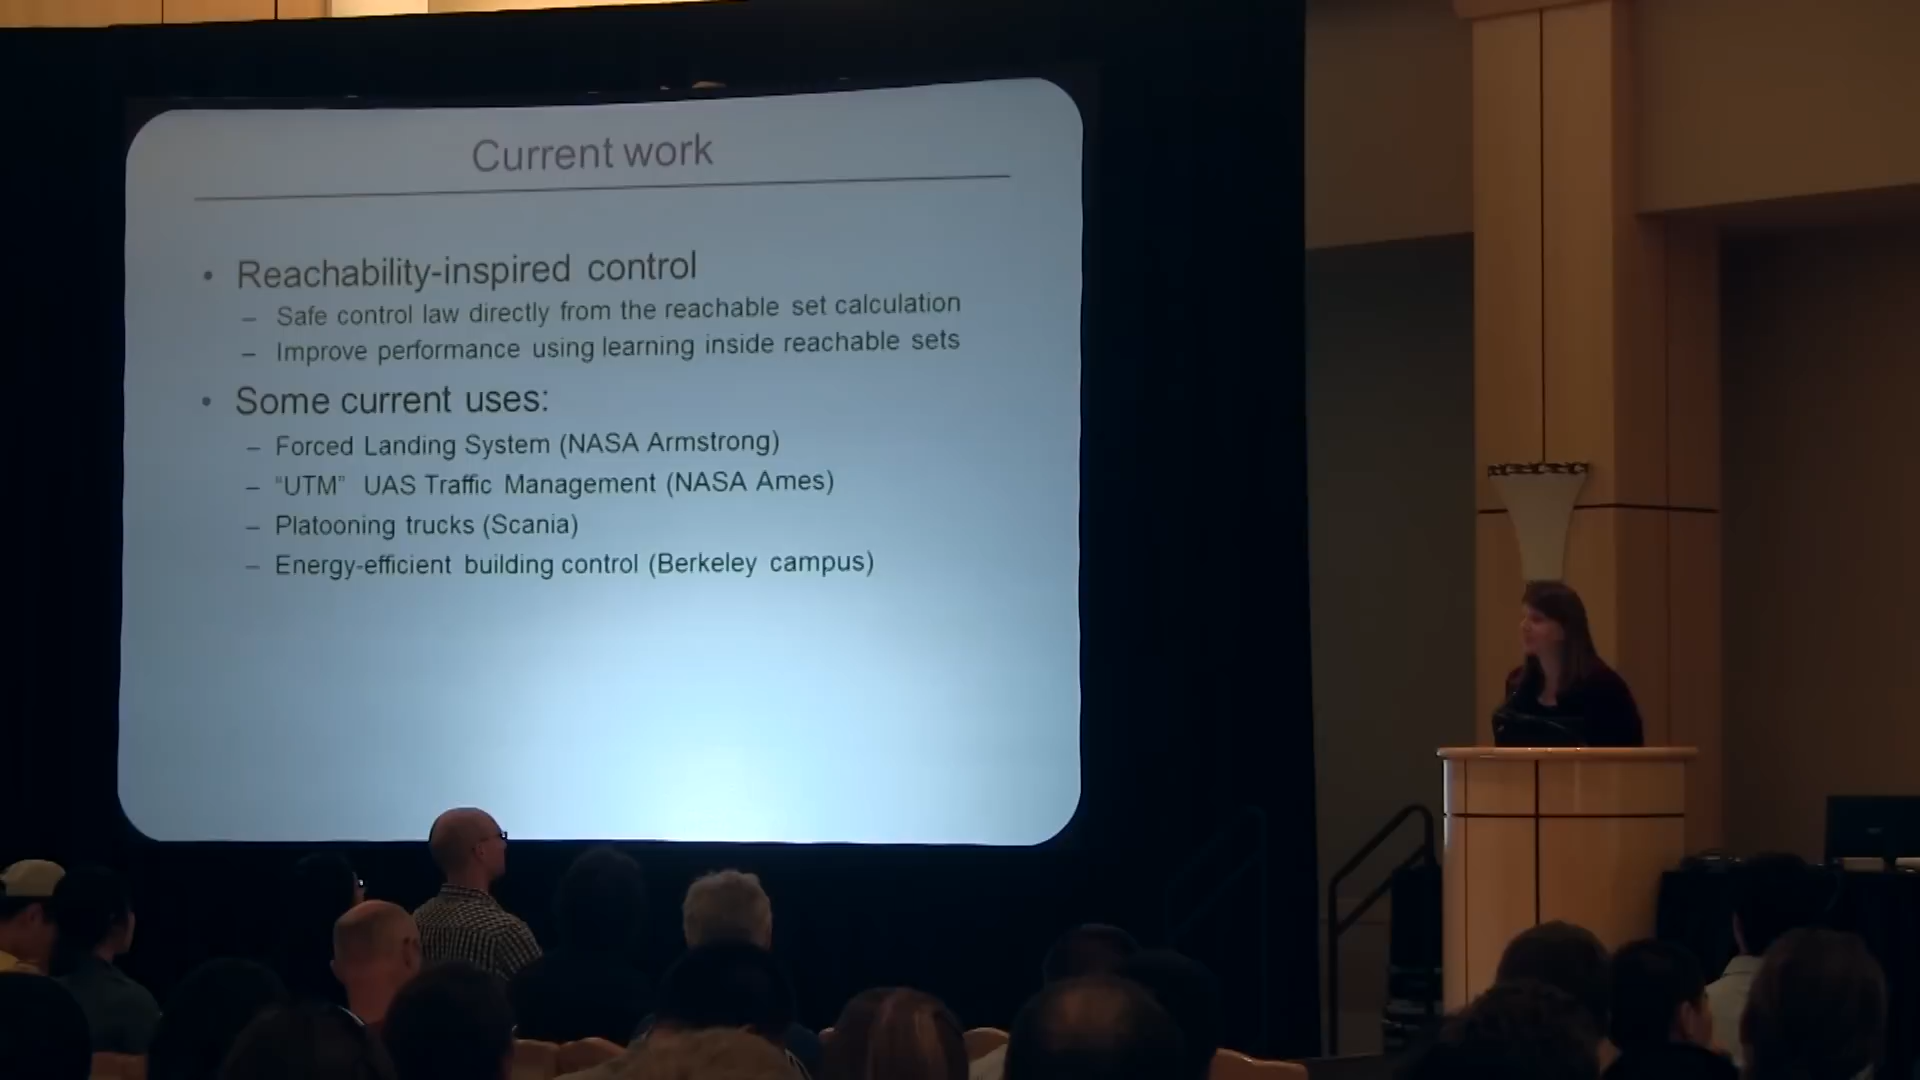 Current work
• Reachability-inspired control
– Safe control law directly from the reachable set calculation
– Improve performance using learning inside reachable sets
• Some current uses:
– Forced Landing System (NASA Armstrong)
– “UTM” UAS Traffic Management (NASA Ames)
– Platooning trucks (Scania)
– Energy-efficient building control (Berkeley campus)